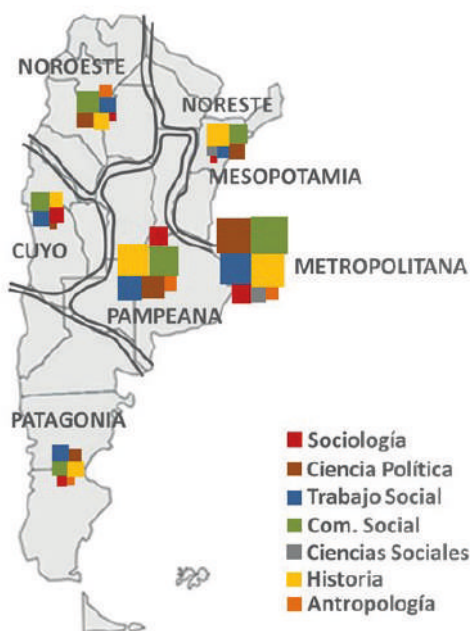 NOROESTE
NORESTE
MESOPOTAMIA
CUYO
METROPOLITANA
PAMPEANA
PATAGONIA
Sociología
Ciencia Política
Trabajo Social
Com. Social
Ciencias Sociales
Historia
Antropología